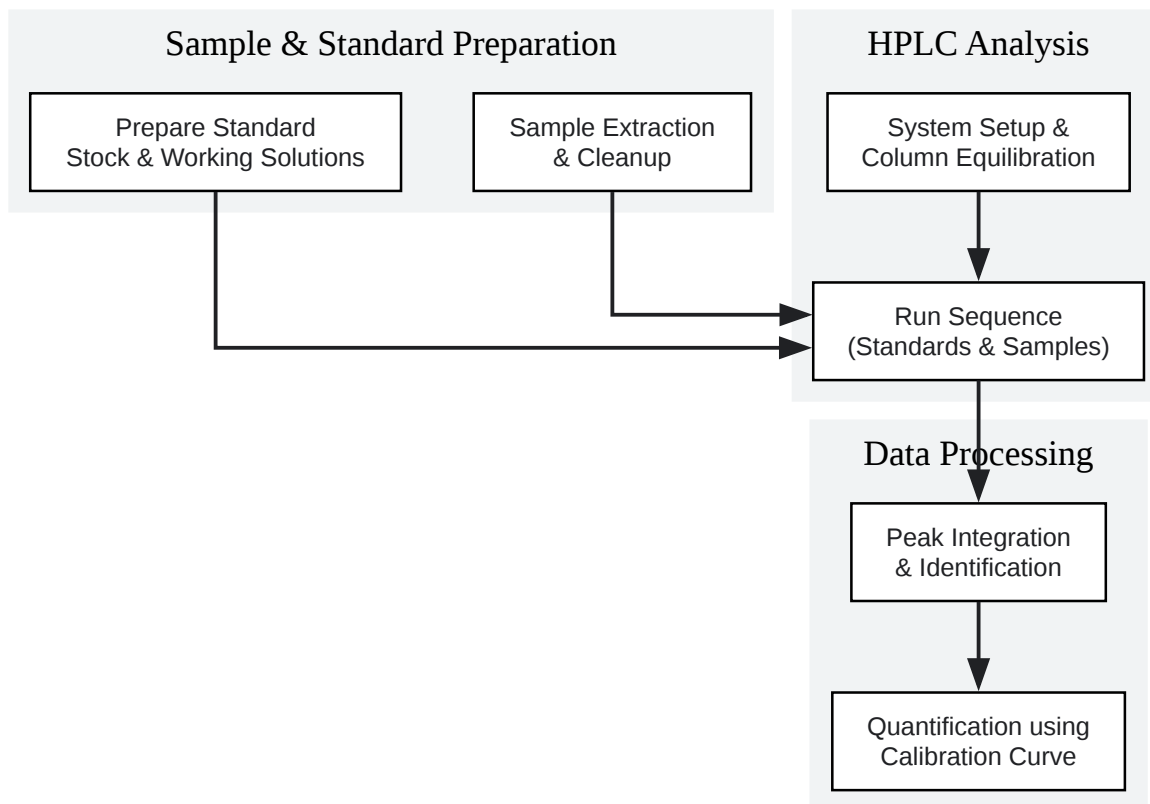 Sample & Standard Preparation
Prepare Standard
Stock & Working Solutions
Sample Extraction
& Cleanup
HPLC Analysis
System Setup &
Column Equilibration
Run Sequence
(Standards & Samples)
Data Processing
Peak Integration
& Identification
Quantification using
Calibration Curve